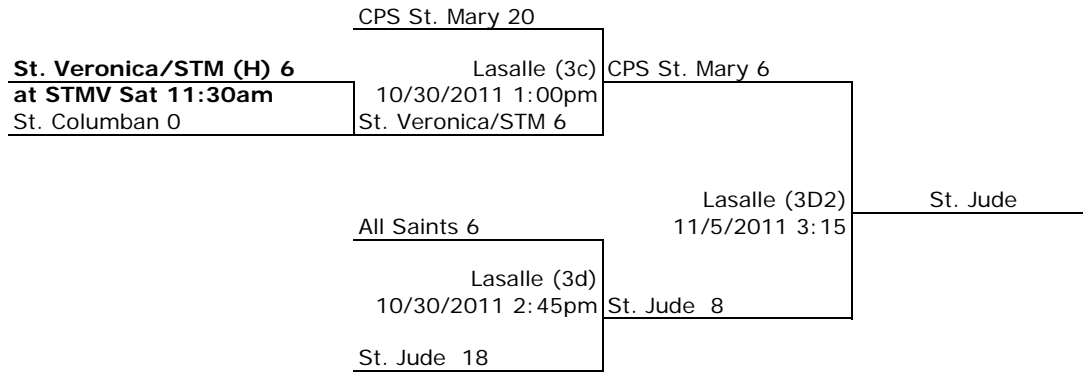 CPS St. Mary 20
St. Veronica/STM (H) 6
Lasalle (3c)
CPS St. Mary 6
at STMV Sat 11:30am
10/30/2011 1:00pm
St. Columban 0
St. Veronica/STM 6
Lasalle (3D2)
St. Jude
All Saints 6
11/5/2011 3:15
Lasalle (3d)
10/30/2011 2:45pm
St. Jude 8
St. Jude 18